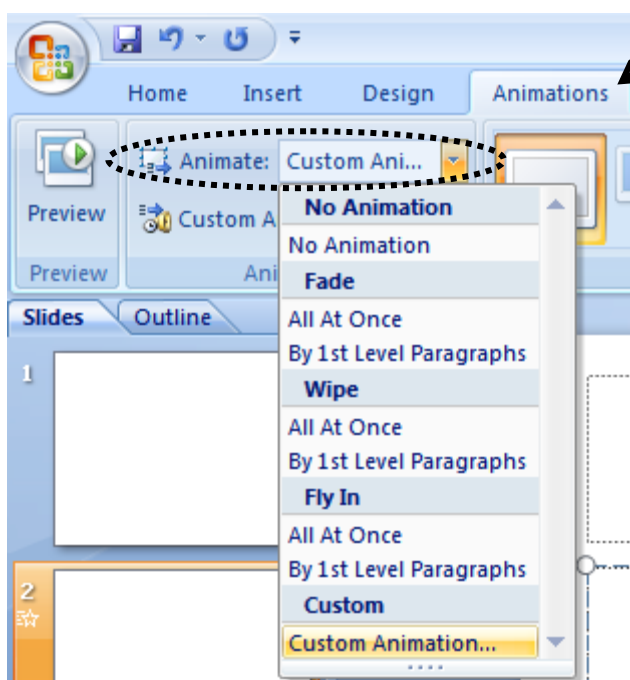 Home Insert Design Animations
Animate: Custom Ani...
Preview
Custom A
Preview
Ani
No Animation
No Animation
Fade
All At Once
By 1st Level Paragraphs
Wipe
All At Once
By 1st Level Paragraphs
Fly In
All At Once
By 1st Level Paragraphs
Custom
Custom Animation...
Slides Outline
1
2